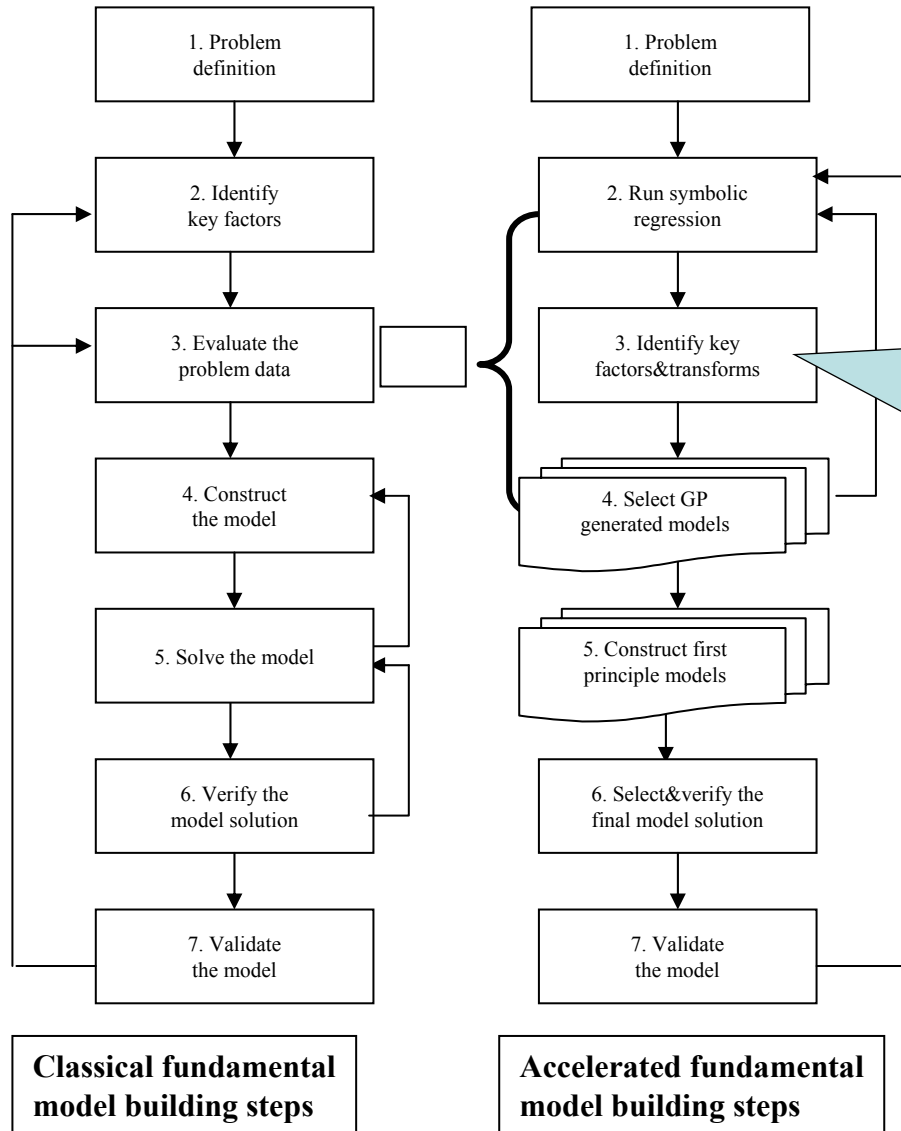 1. Problem
definition
2. Identify
key factors
3. Evaluate the
problem data
4. Construct
the model
5. Solve the model
6. Verify the
model solution
7. Validate
the model
Classical fundamental
model building steps
1. Problem
definition
2. Run symbolic
regression
3. Identify key
factors&transforms
4. Select GP
generated models
5. Construct first
principle models
6. Select&verify the
final model solution
7. Validate
the model
Accelerated fundamental
model building steps